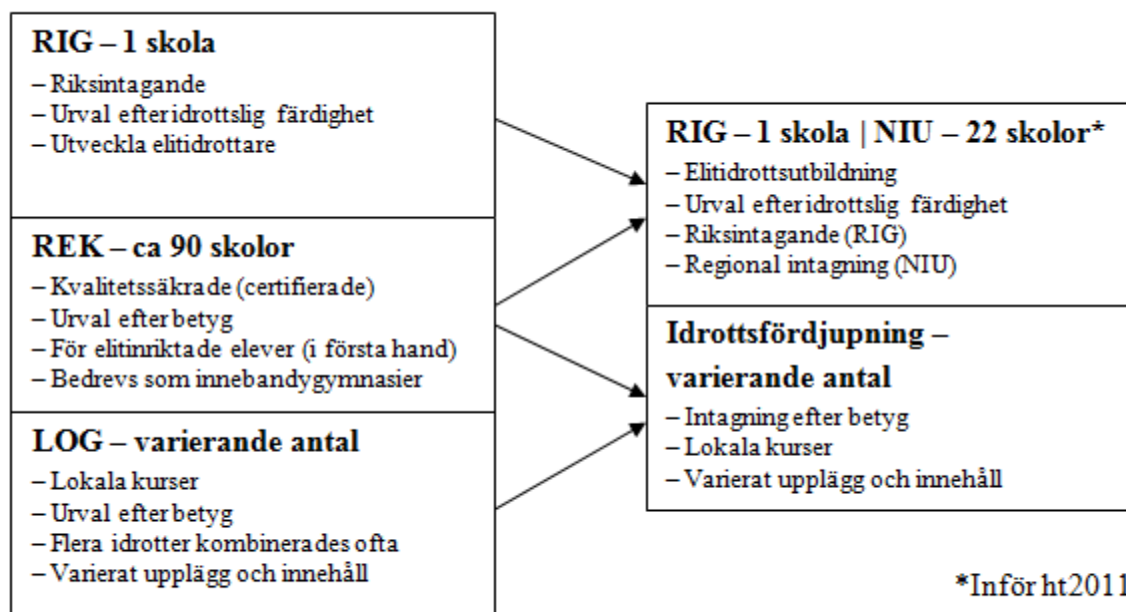 RIG – 1 skola
– Riksintagande
– Urval efter idrottslig färdighet
– Utveckla elitidrottare
REK – ca 90 skolor
– Kvalitetssäkrade (certifierade)
– Urval efter betyg
– För elitinriktade elever (i första hand)
– Bedrevs som innebandygymnasier
LOG – varierande antal
– Lokala kurser
– Urval efter betyg
– Flera idrotter kombinerades ofta
– Varierat upplägg och innehåll
RIG – 1 skola | NIU – 22 skolor*
– Elitidrottsutbildning
– Urval efter idrottslig färdighet
– Riksintagande (RIG)
– Regional intagning (NIU)
Idrottsfördjupning –
varierande antal
– Intagning efter betyg
– Lokala kurser
– Varierat upplägg och innehåll
*Inför ht2011